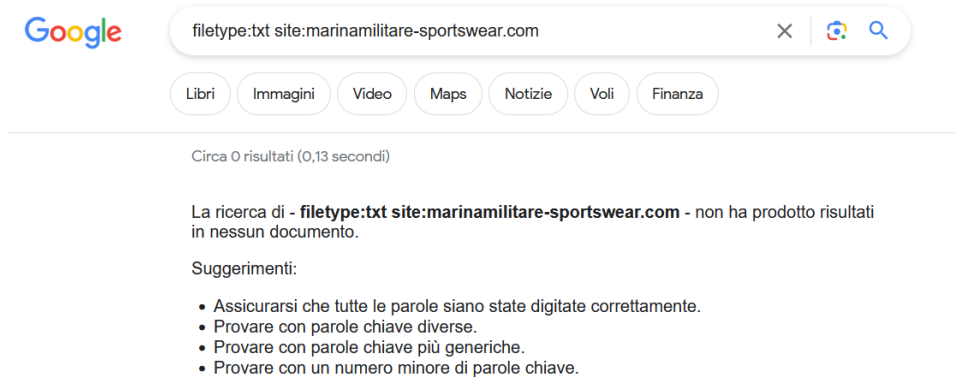 Google
filetype:txt site:marinamilitare-sportswear.com
Libri Immagini Video Maps Notizie Voli Finanza
Circa 0 risultati (0,13 secondi)
La ricerca di - filetype:txt site:marinamilitare-sportswear.com - non ha prodotto risultati
in nessun documento.
Suggerimenti:
• Assicurarsi che tutte le parole siano state digitate correttamente.
• Provare con parole chiave diverse.
• Provare con parole chiave più generiche.
• Provare con un numero minore di parole chiave.